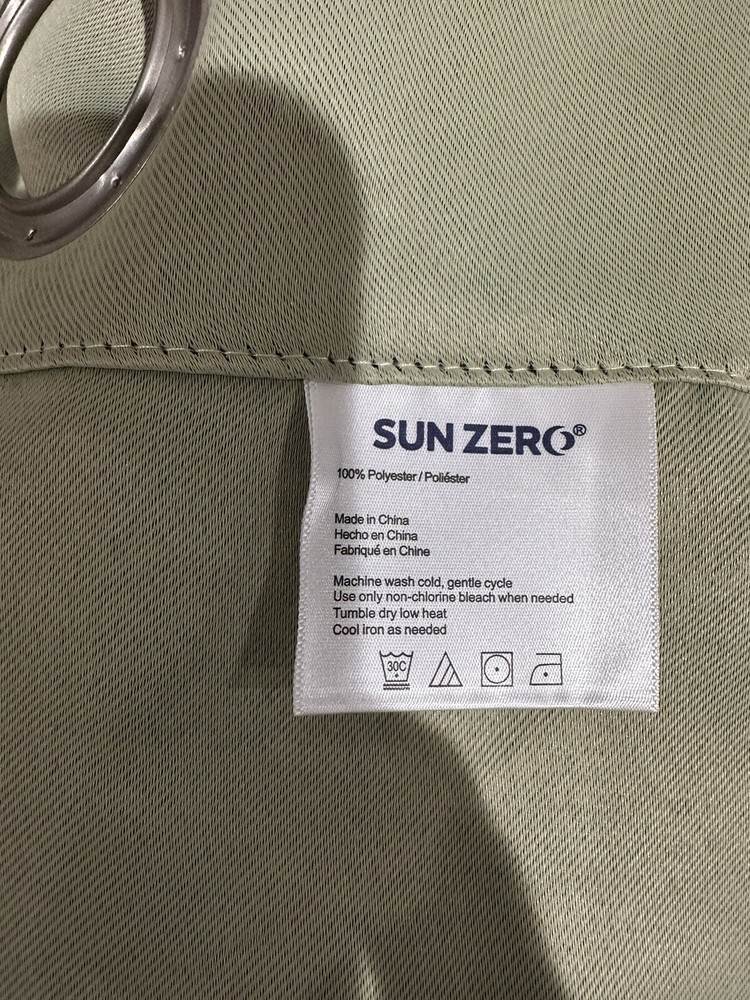 SUN ZERO®
100% Polyester / Poliéster
Made in China
Hecho en China
Fabriqué en Chine
Machine wash cold, gentle cycle
Use only non-chlorine bleach when needed
Tumble dry low heat
Cool iron as needed
30C